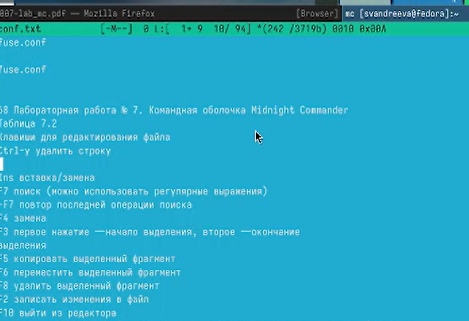 007-lab_mc.pdf — Mozilla Firefox [Browser] mc [svandreeva@fedora]:~
conf.txt [-M--] 0 L:[ 1+ 9 10/ 94] *(242 /3719b) 0010 0x00A
fuse.conf
fuse.conf
68 Лабораторная работа № 7. Командная оболочка Midnight Commander
Таблица 7.2
Клавиши для редактирования файла
Ctrl-y удалить строку
Ins вставка/замена
F7 поиск (можно использовать регулярные выражения)
-F7 повтор последней операции поиска
F4 замена
F3 первое нажатие —начало выделения, второе —окончание
выделения
F5 копировать выделенный фрагмент
F6 переместить выделенный фрагмент
F8 удалить выделенный фрагмент
F2 записать изменения в файл
F10 выйти из редактора